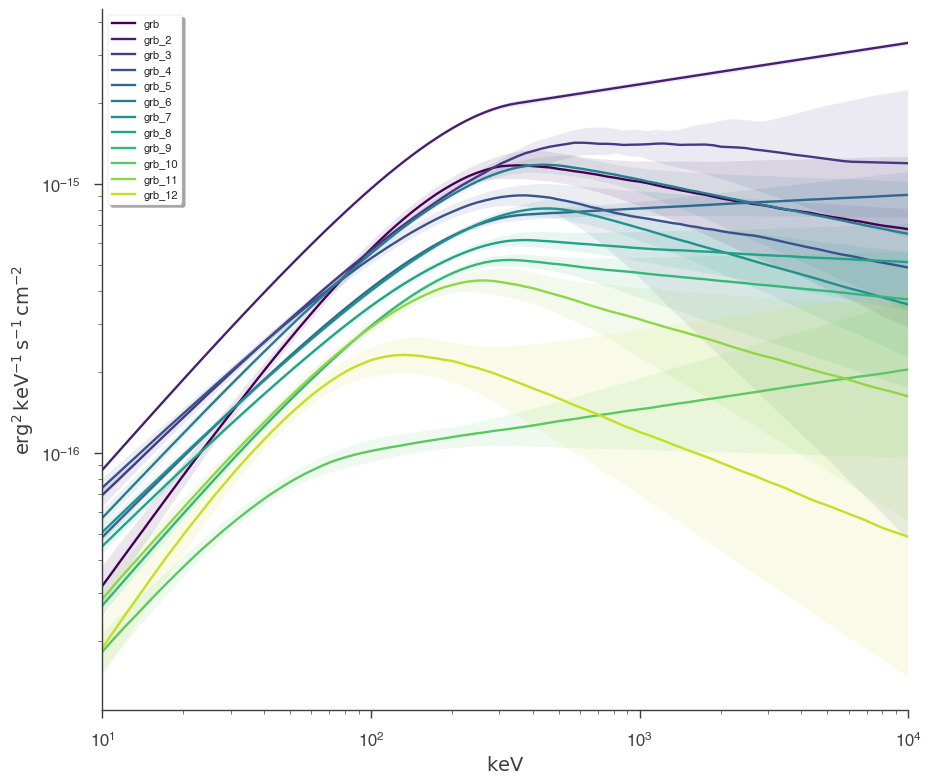 grb
grb_2
grb_3
grb_4
grb_5
grb_6
grb_7
grb_8
grb_9
grb_10
grb_11
grb_12
10⁻¹⁵
10⁻¹⁶
erg² keV⁻¹ s⁻¹ cm⁻²
10¹ 10² 10³ 10⁴
keV